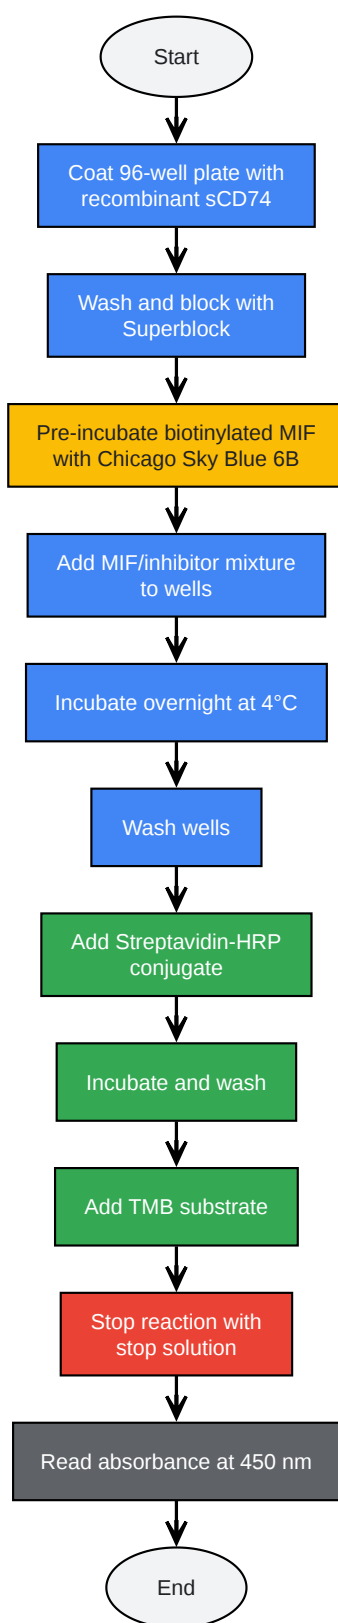 Start
Coat 96-well plate with
recombinant sCD74
Wash and block with
Superblock
Pre-incubate biotinylated MIF
with Chicago Sky Blue 6B
Add MIF/inhibitor mixture
to wells
Incubate overnight at 4°C
Wash wells
Add Streptavidin-HRP
conjugate
Incubate and wash
Add TMB substrate
Stop reaction with
stop solution
Read absorbance at 450 nm
End